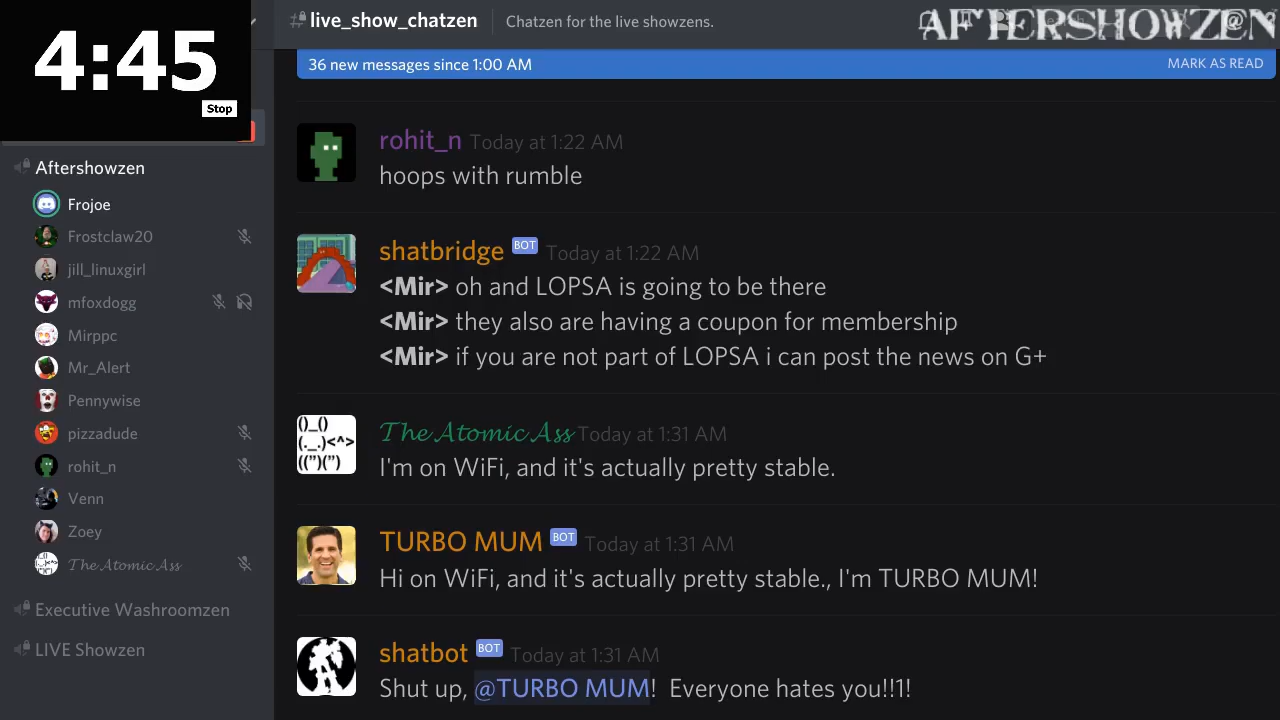 4:45
Stop
live_show_chatzen
Chatzen for the live showzens.
AFTERSHOWZEN
36 new messages since 1:00 AM
MARK AS READ
Aftershowzen
Frojoe
Frostclaw20
jill_linuxgirl
mfoxdogg
Mirppc
Mr_Alert
Pennywise
pizzadude
rohit_n
Venn
Zoey
The Atomic Ass
Executive Washroomzen
LIVE Showzen
rohit_n Today at 1:22 AM
hoops with rumble
shatbridge BOT Today at 1:22 AM
<Mir> oh and LOPSA is going to be there
<Mir> they also are having a coupon for membership
<Mir> if you are not part of LOPSA i can post the news on G+
()_()
(._.)<^>
((”)(”)
The Atomic Ass Today at 1:31 AM
I'm on WiFi, and it's actually pretty stable.
TURBO MUM BOT Today at 1:31 AM
Hi on WiFi, and it's actually pretty stable., I'm TURBO MUM!
shatbot BOT Today at 1:31 AM
Shut up, @TURBO MUM!  Everyone hates you!!1!